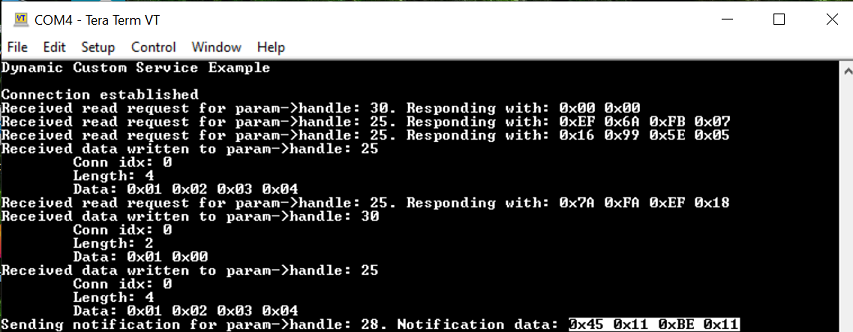 COM4 - Tera Term VT
File Edit Setup Control Window Help
Dynamic Custom Service Example
Connection established
Received read request for param->handle: 30. Responding with: 0x00 0x00
Received read request for param->handle: 25. Responding with: 0xEF 0x6A 0xFB 0x07
Received read request for param->handle: 25. Responding with: 0x16 0x99 0x5E 0x05
Received data written to param->handle: 25
Conn idx: 0
Length: 4
Data: 0x01 0x02 0x03 0x04
Received read request for param->handle: 25. Responding with: 0x7A 0xFA 0xEF 0x18
Received data written to param->handle: 30
Conn idx: 0
Length: 2
Data: 0x01 0x00
Received data written to param->handle: 25
Conn idx: 0
Length: 4
Data: 0x01 0x02 0x03 0x04
Sending notification for param->handle: 28. Notification data: 0x45 0x11 0xBE 0x11